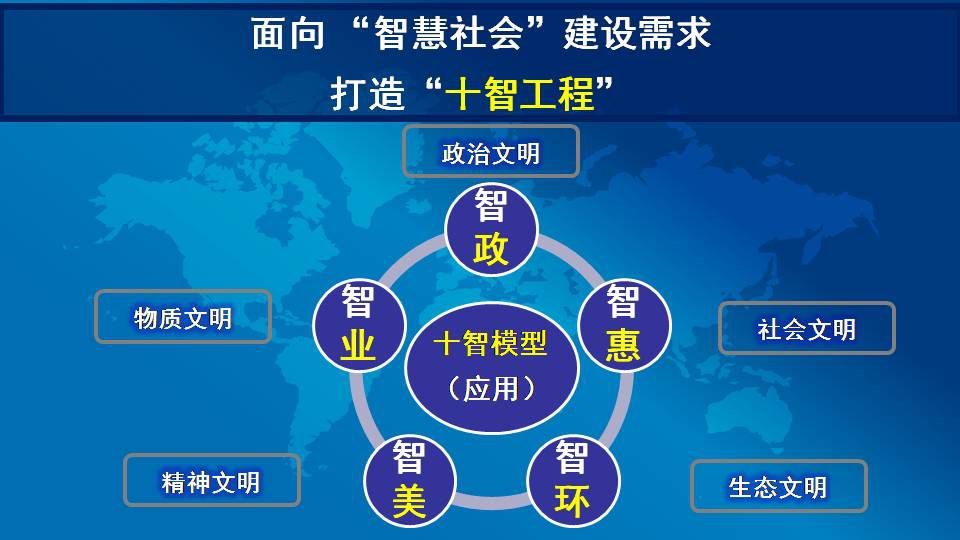 面向“智慧社会”建设需求
打造“十智工程”
政治文明
智
政
物质文明
智
业
智
惠
社会文明
十智模型
（应用）
精神文明
智
美
智
环
生态文明